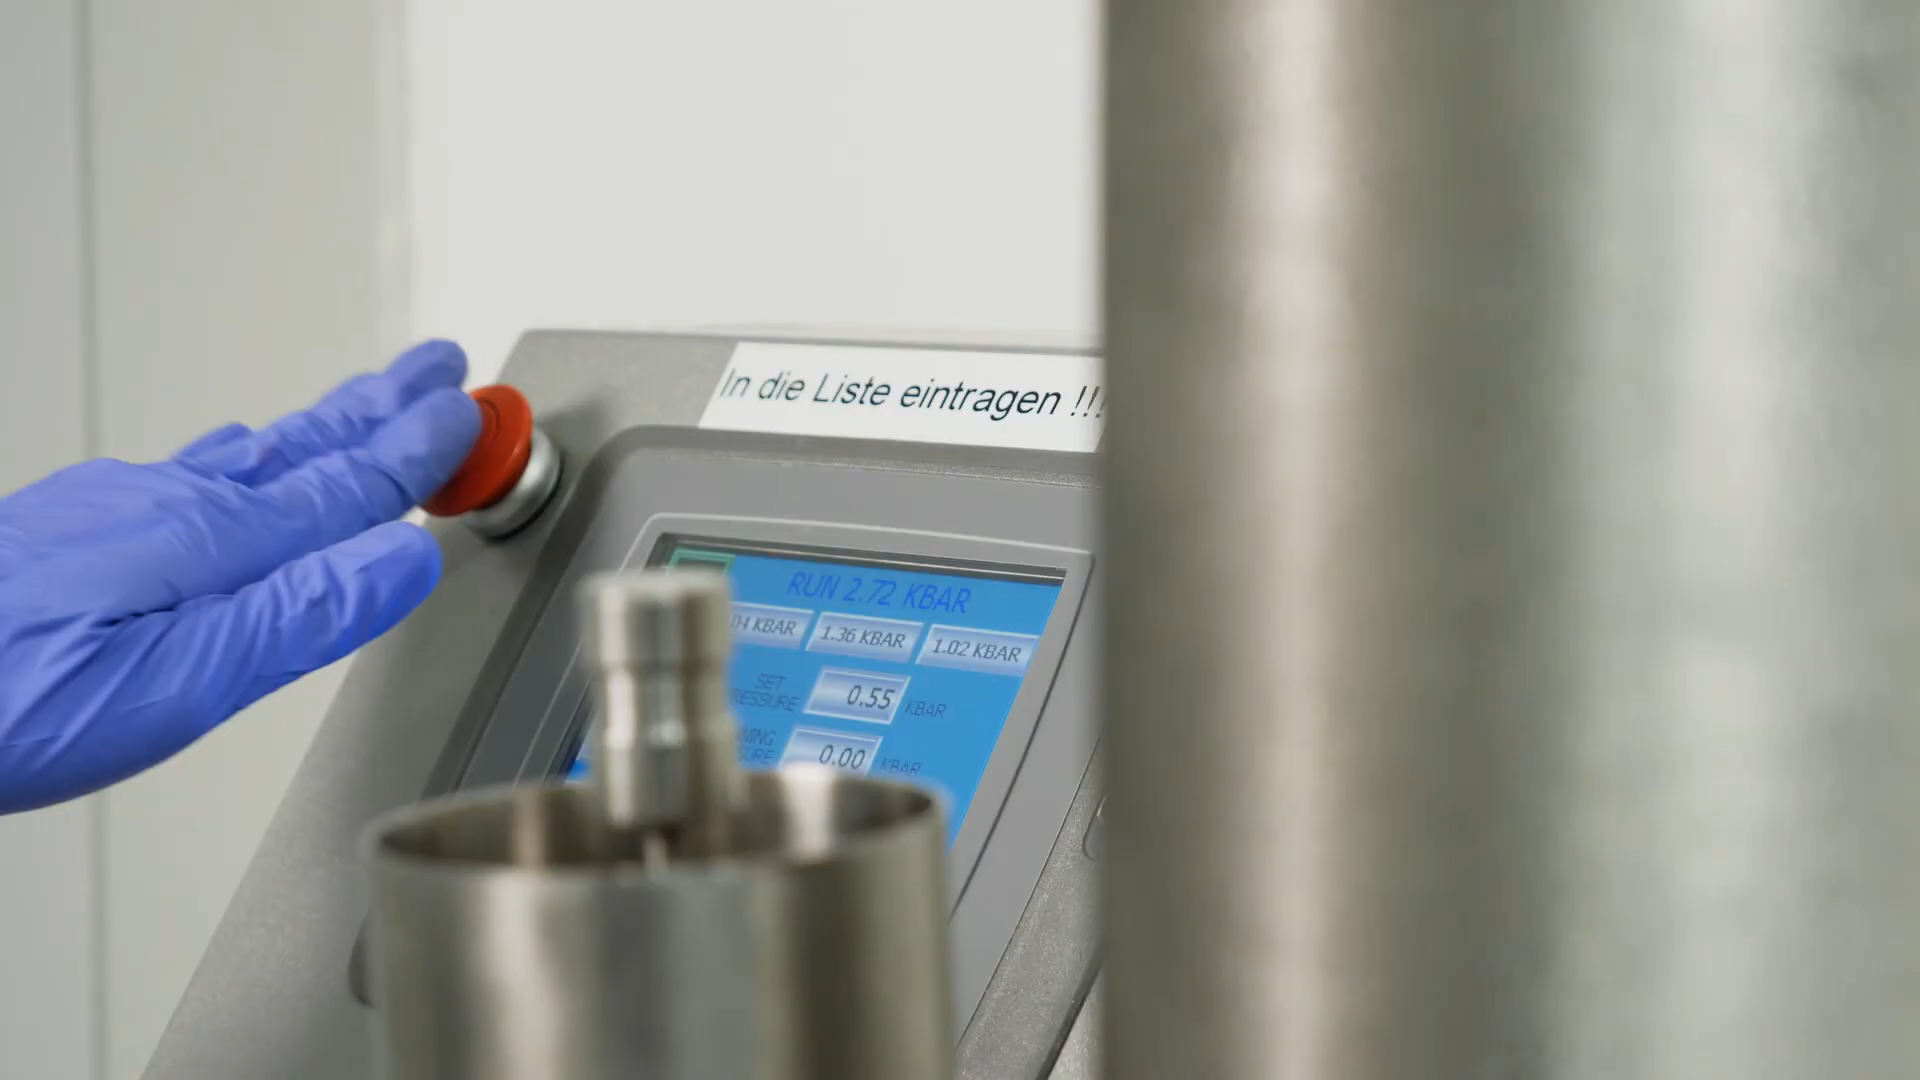 In die Liste eintragen !!!
RUN 2.72 KBAR
1.36 KBAR
1.02 KBAR
SET
0.55 KBAR
0.00 KBAR